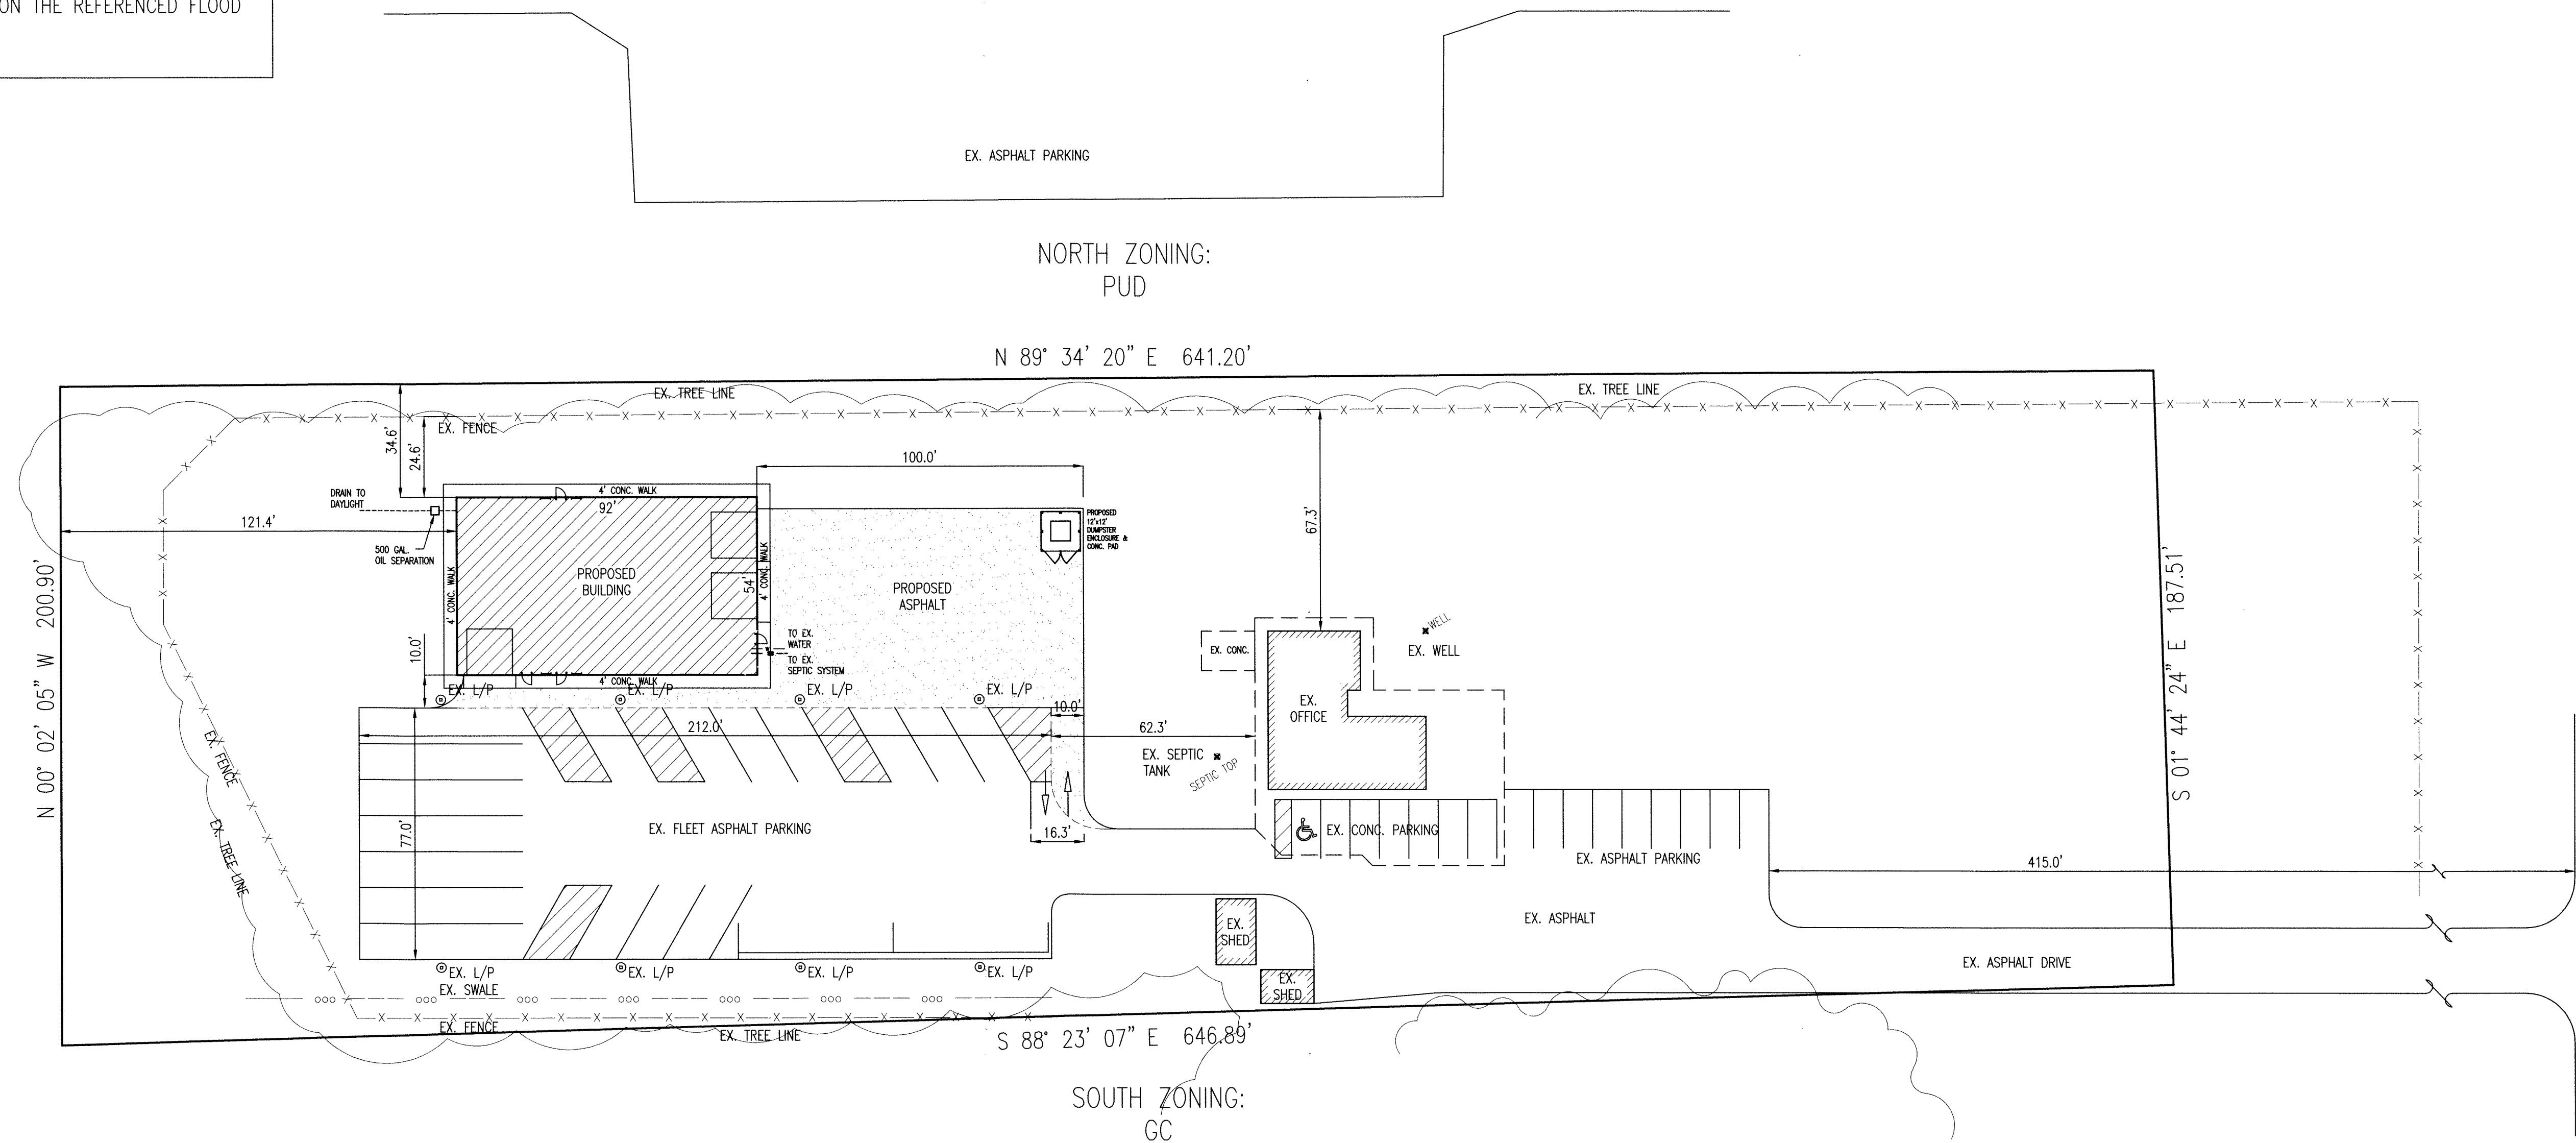 ON THE REFERENCED FLOOD
EX. ASPHALT PARKING
NORTH ZONING:
PUD
N 89° 34' 20" E 641.20'
EX. TREE LINE
EX. TREE LINE
EX. FENCE
34.6'
24.6'
100.0'
67.3'
DRAIN TO
DAYLIGHT
4' CONC. WALK
92'
121.4'
500 GAL.
OIL SEPARATION
PROPOSED
12'x12'
DUMPSTER
ENCLOSURE &
CONC. PAD
4' CONC. WALK
PROPOSED
BUILDING
54'
4' CONC. WALK
PROPOSED
ASPHALT
N 00° 02' 05" W 200.90'
S 01° 44' 24" E 187.51'
10.0'
TO EX.
WATER
TO EX.
SEPTIC SYSTEM
4' CONC. WALK
EX. CONC.
WELL
EX. WELL
EX. L/P
EX. L/P
EX. L/P
EX. L/P
EX.
OFFICE
10.0'
212.0'
62.3'
EX. SEPTIC
TANK
SEPTIC TOP
EX. FENCE
EX. TREE LINE
77.0'
EX. FLEET ASPHALT PARKING
16.3'
EX. CONC. PARKING
EX. ASPHALT PARKING
415.0'
EX. ASPHALT
EX.
SHED
EX.
SHED
EX. ASPHALT DRIVE
EX. L/P
EX. L/P
EX. L/P
EX. L/P
EX. SWALE
EX. FENCE
EX. TREE LINE
S 88° 23' 07" E 646.89'
SOUTH ZONING:
GC